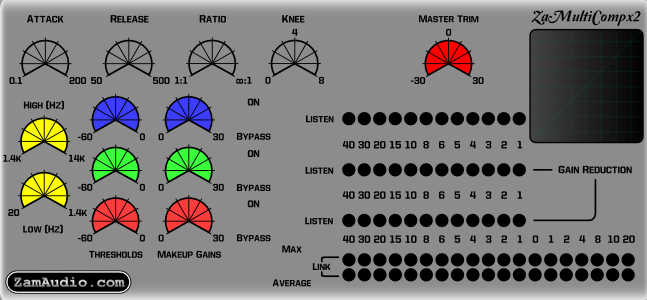 ATTACK RELEASE RATIO KNEE MASTER TRIM ZaMultiCompx2
4 0
0.1 200 50 500 1:1 ∞:1 0 8 -30 30
HIGH (HZ) ON
LISTEN
-60 0 0 30 BYPASS
40 30 20 15 10 8 6 5 4 3 2 1
1.4K 14K ON
LISTEN GAIN REDUCTION
-60 0 0 30 BYPASS
40 30 20 15 10 8 6 5 4 3 2 1
20 1.4K ON
LISTEN
LOW (HZ) -60 0 0 30 BYPASS
40 30 20 15 10 8 6 5 4 3 2 1 0 1 2 4 8 10 20
THRESHOLDS MAKEUP GAINS MAX
LINK
ZamAudio.com AVERAGE